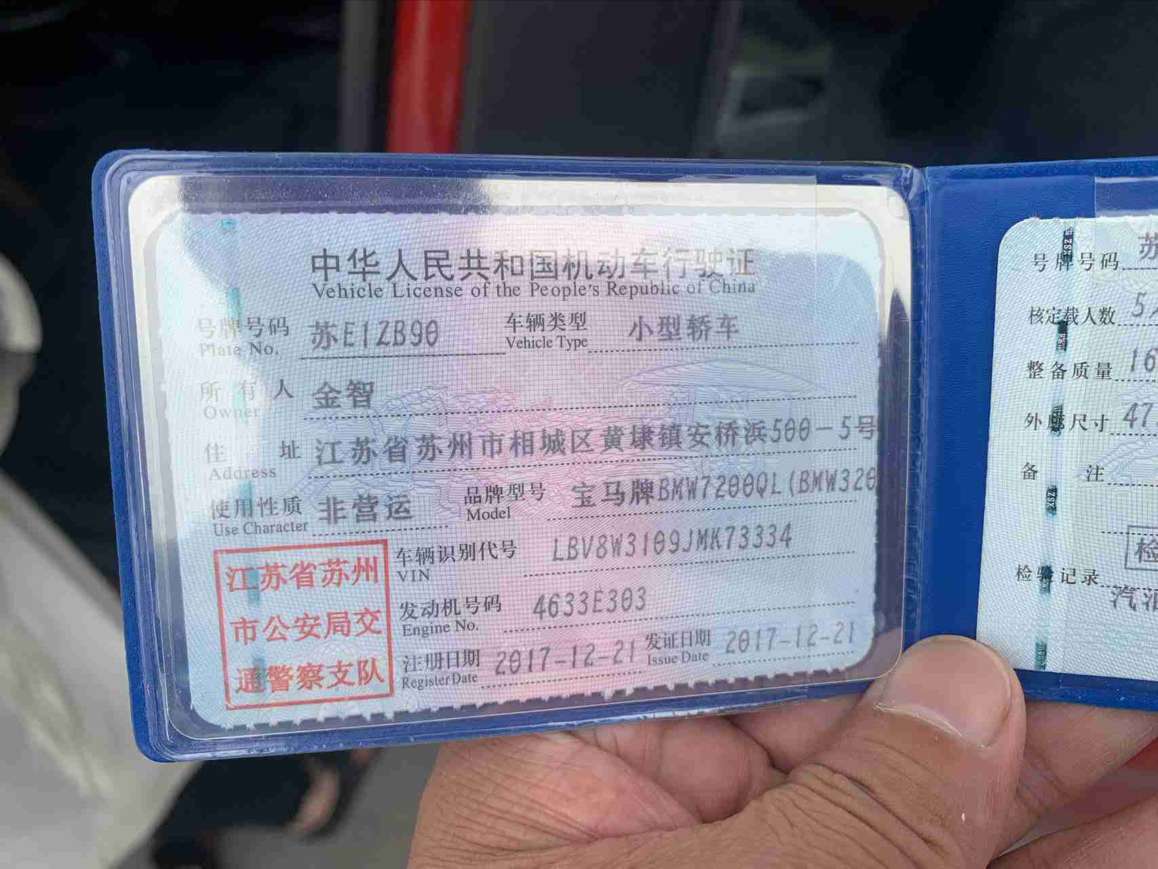 中华人民共和国机动车行驶证
Vehicle License of the People's Republic of China
号牌号码 苏E1ZB90 车辆类型 小型轿车
Plate No. Vehicle Type
所有人 金智
Owner
住址 江苏省苏州市相城区黄埭镇安桥浜500-5号
Address
使用性质 非营运 品牌型号 宝马牌BMW7200QL(BMW320
Use Character Model
江苏省苏州
市公安局交
通警察支队
车辆识别代号 LBV8W3109JMK73334
VIN
发动机号码 4633E303
Engine No.
注册日期 2017-12-21 发证日期 2017-12-21
Register Date Issue Date
号牌号码 苏
核定载人数 5
整备质量 16
外廓尺寸 47
备注
检
检验记录
汽油